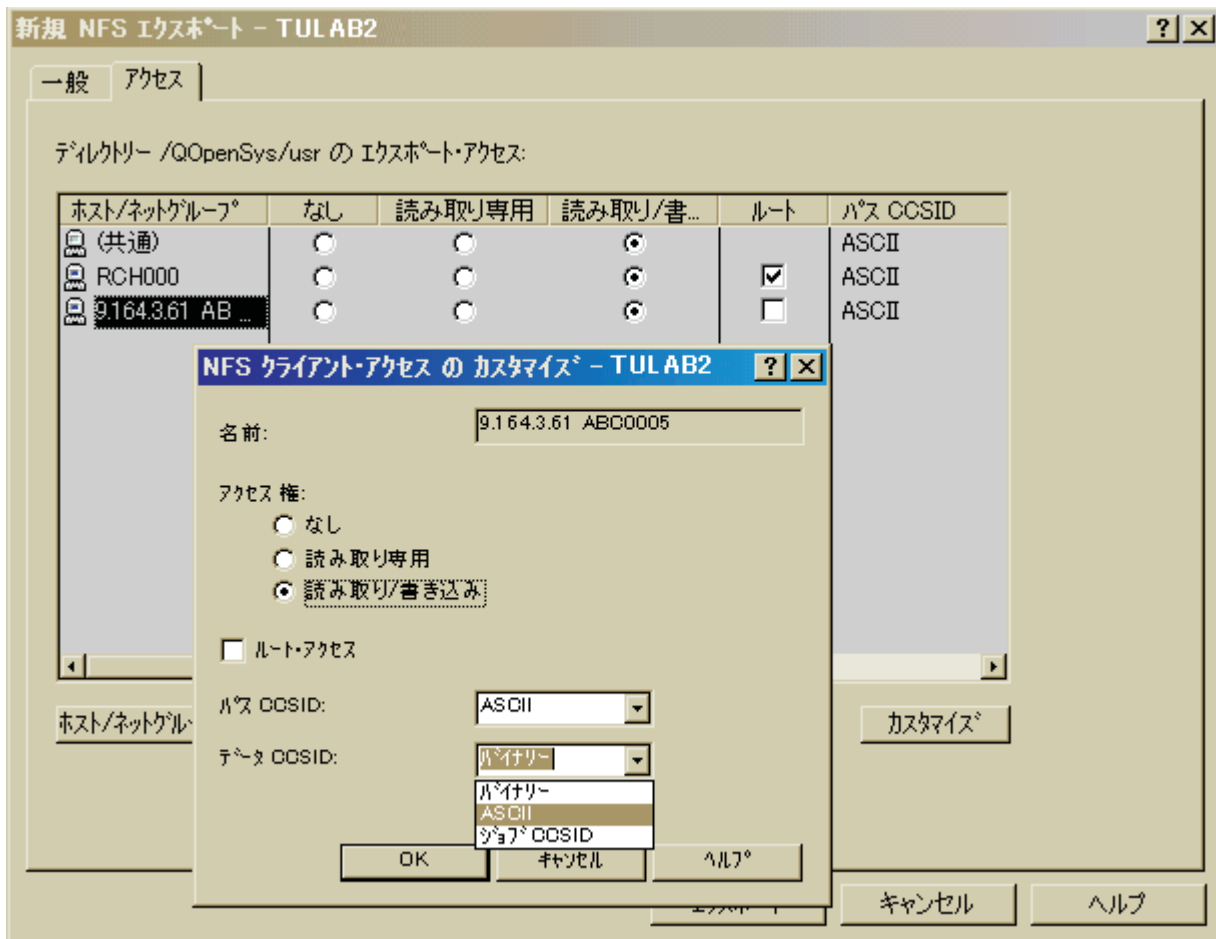 新規 NFS ｴｸｽﾎﾟｰﾄ - TULAB2
一般 ｱｸｾｽ
ﾃﾞｨﾚｸﾄﾘｰ /QOpenSys/usr の ｴｸｽﾎﾟｰﾄ･ｱｸｾｽ:
ﾎｽﾄ/ﾈｯﾄｸﾞﾙｰﾌﾟ なし 読み取り専用 読み取り/書... ﾙｰﾄ ﾊﾟｽ CCSID
(共通) ASCII
RCH000 ASCII
9.164.3.61 AB ... ASCII
NFS ｸﾗｲｱﾝﾄ･ｱｸｾｽ の ｶｽﾀﾏｲｽﾞ - TULAB2
名前: 9.164.3.61 ABC0005
ｱｸｾｽ 権:
なし
読み取り専用
読み取り/書き込み
ﾙｰﾄ･ｱｸｾｽ
ﾊﾟｽ CCSID: ASCII
ﾃﾞｰﾀ CCSID: ﾊﾞｲﾅﾘｰ
ﾊﾞｲﾅﾘｰ
ASCII
ｼﾞｮﾌﾞ CCSID
OK ｷｬﾝｾﾙ ﾍﾙﾌﾟ
ﾎｽﾄ/ﾈｯﾄｸﾞﾙ ｶｽﾀﾏｲｽﾞ
キャンセル ヘルプ